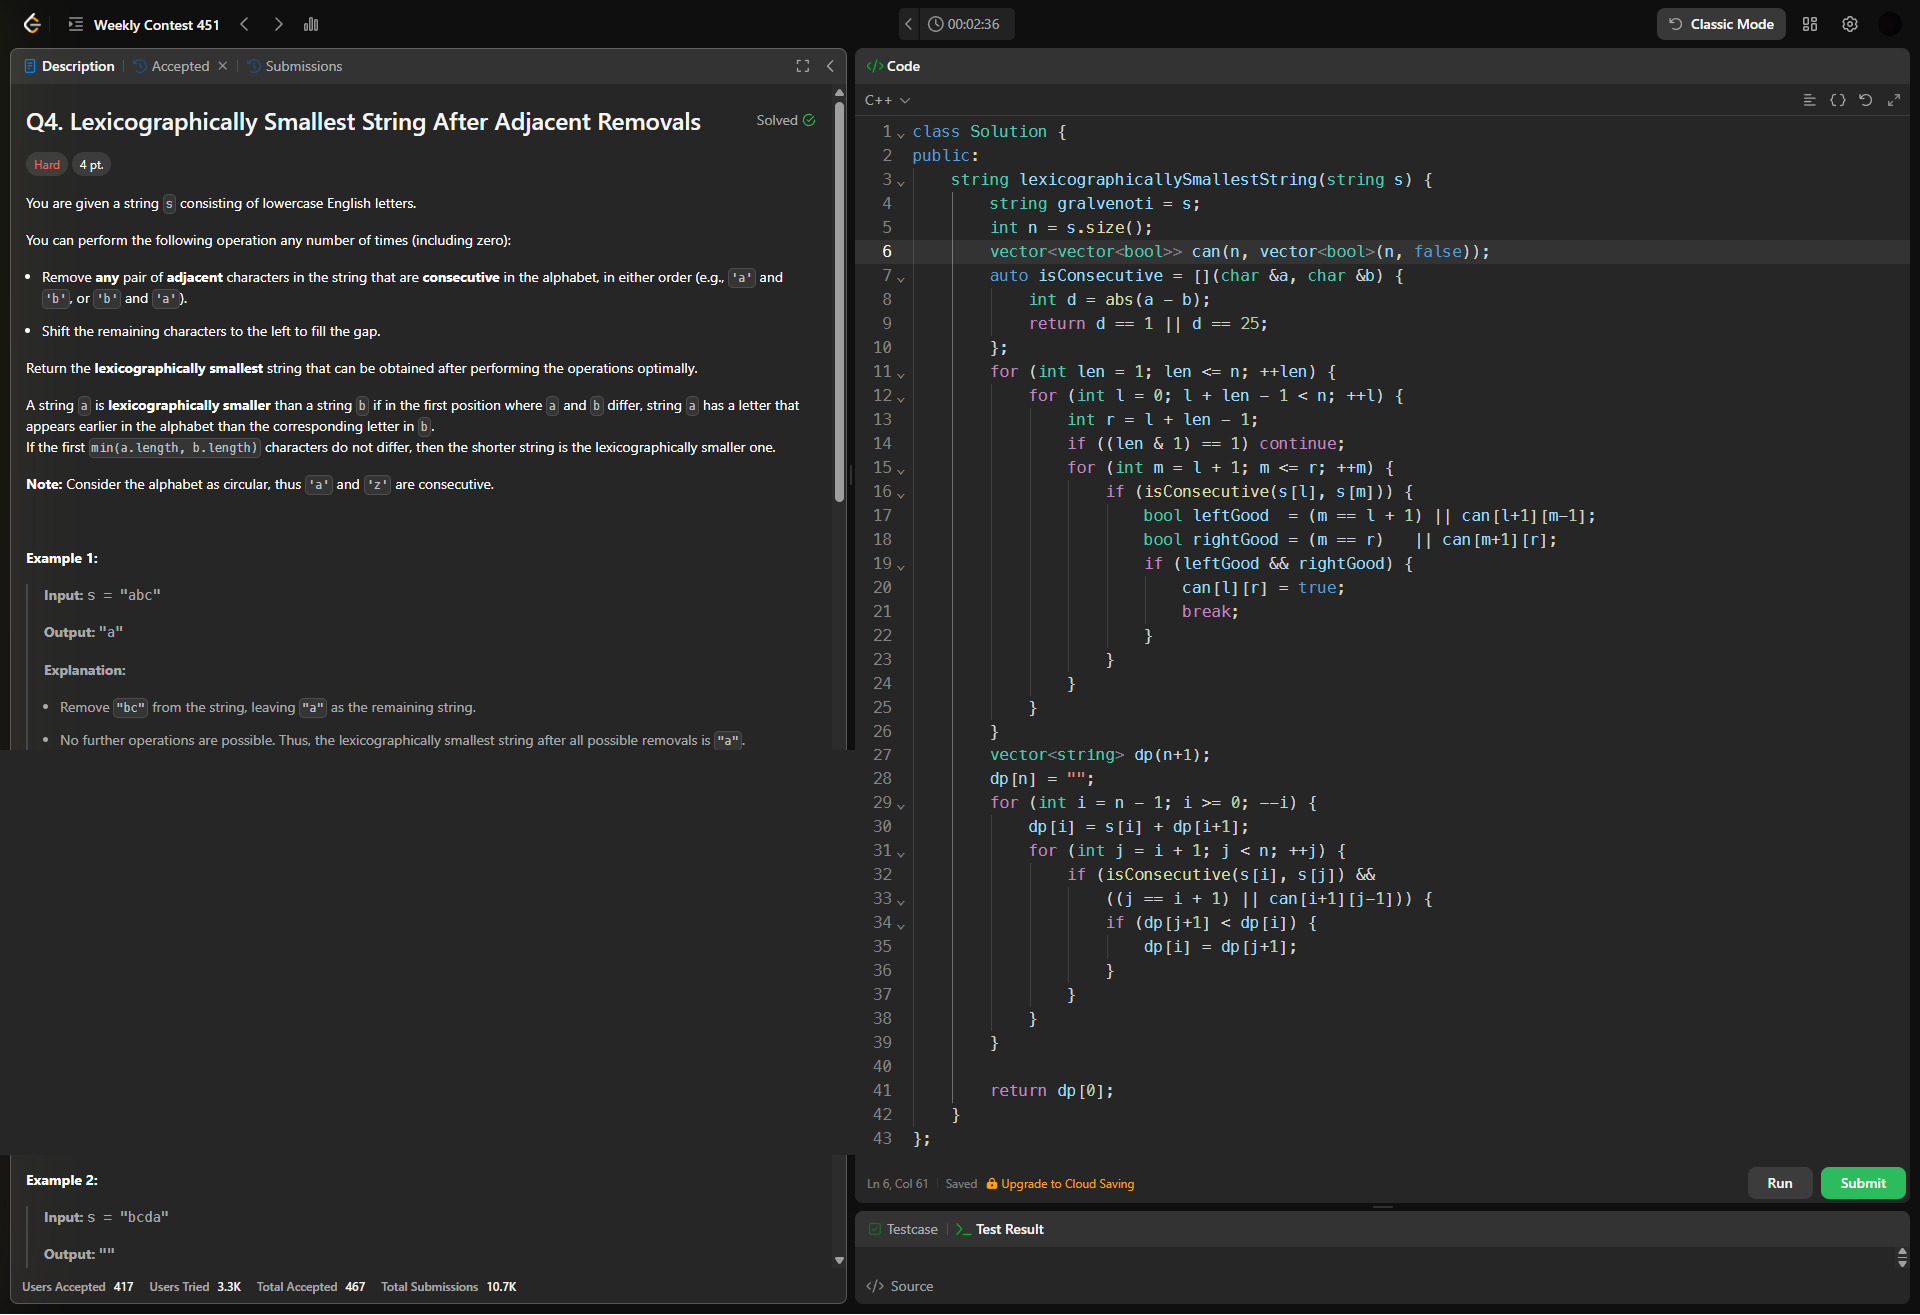 Weekly Contest 451
00:02:36
Classic Mode
Description
Accepted
Submissions
Q4. Lexicographically Smallest String After Adjacent Removals
Solved
Hard
4 pt.
You are given a string s consisting of lowercase English letters.
You can perform the following operation any number of times (including zero):
• Remove any pair of adjacent characters in the string that are consecutive in the alphabet, in either order (e.g., 'a' and
'b', or 'b' and 'a').
• Shift the remaining characters to the left to fill the gap.
Return the lexicographically smallest string that can be obtained after performing the operations optimally.
A string a is lexicographically smaller than a string b if in the first position where a and b differ, string a has a letter that
appears earlier in the alphabet than the corresponding letter in b.
If the first min(a.length, b.length) characters do not differ, then the shorter string is the lexicographically smaller one.
Note: Consider the alphabet as circular, thus 'a' and 'z' are consecutive.
Example 1:
Input: s = "abc"
Output: "a"
Explanation:
• Remove "bc" from the string, leaving "a" as the remaining string.
• No further operations are possible. Thus, the lexicographically smallest string after all possible removals is "a".
Example 2:
Input: s = "bcda"
Output: ""
Users Accepted 417 Users Tried 3.3K Total Accepted 467 Total Submissions 10.7K
</> Code
C++
1 class Solution {
2 public:
3     string lexicographicallySmallestString(string s) {
4         string gralvenoti = s;
5         int n = s.size();
6         vector<vector<bool>> can(n, vector<bool>(n, false));
7         auto isConsecutive = [](char &a, char &b) {
8             int d = abs(a - b);
9             return d == 1 || d == 25;
10         };
11         for (int len = 1; len <= n; ++len) {
12             for (int l = 0; l + len - 1 < n; ++l) {
13                 int r = l + len - 1;
14                 if ((len & 1) == 1) continue;
15                 for (int m = l + 1; m <= r; ++m) {
16                     if (isConsecutive(s[l], s[m])) {
17                         bool leftGood  = (m == l + 1) || can[l+1][m-1];
18                         bool rightGood = (m == r)   || can[m+1][r];
19                         if (leftGood && rightGood) {
20                             can[l][r] = true;
21                             break;
22                         }
23                     }
24                 }
25             }
26         }
27         vector<string> dp(n+1);
28         dp[n] = "";
29         for (int i = n - 1; i >= 0; --i) {
30             dp[i] = s[i] + dp[i+1];
31             for (int j = i + 1; j < n; ++j) {
32                 if (isConsecutive(s[i], s[j]) &&
33                     ((j == i + 1) || can[i+1][j-1])) {
34                     if (dp[j+1] < dp[i]) {
35                         dp[i] = dp[j+1];
36                     }
37                 }
38             }
39         }
40
41         return dp[0];
42     }
43 };
Ln 6, Col 61
Saved
Upgrade to Cloud Saving
Run
Submit
Testcase
>_ Test Result
</> Source